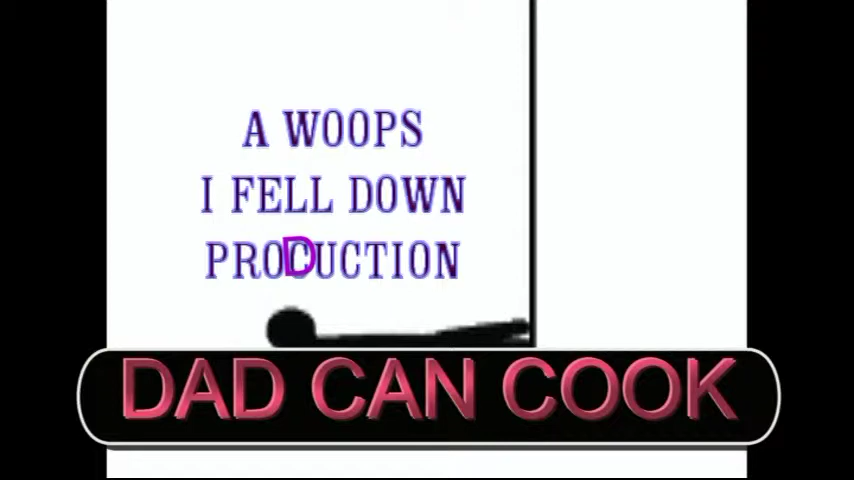 A WOOPS
I FELL DOWN
PRODUCTION
DAD CAN COOK